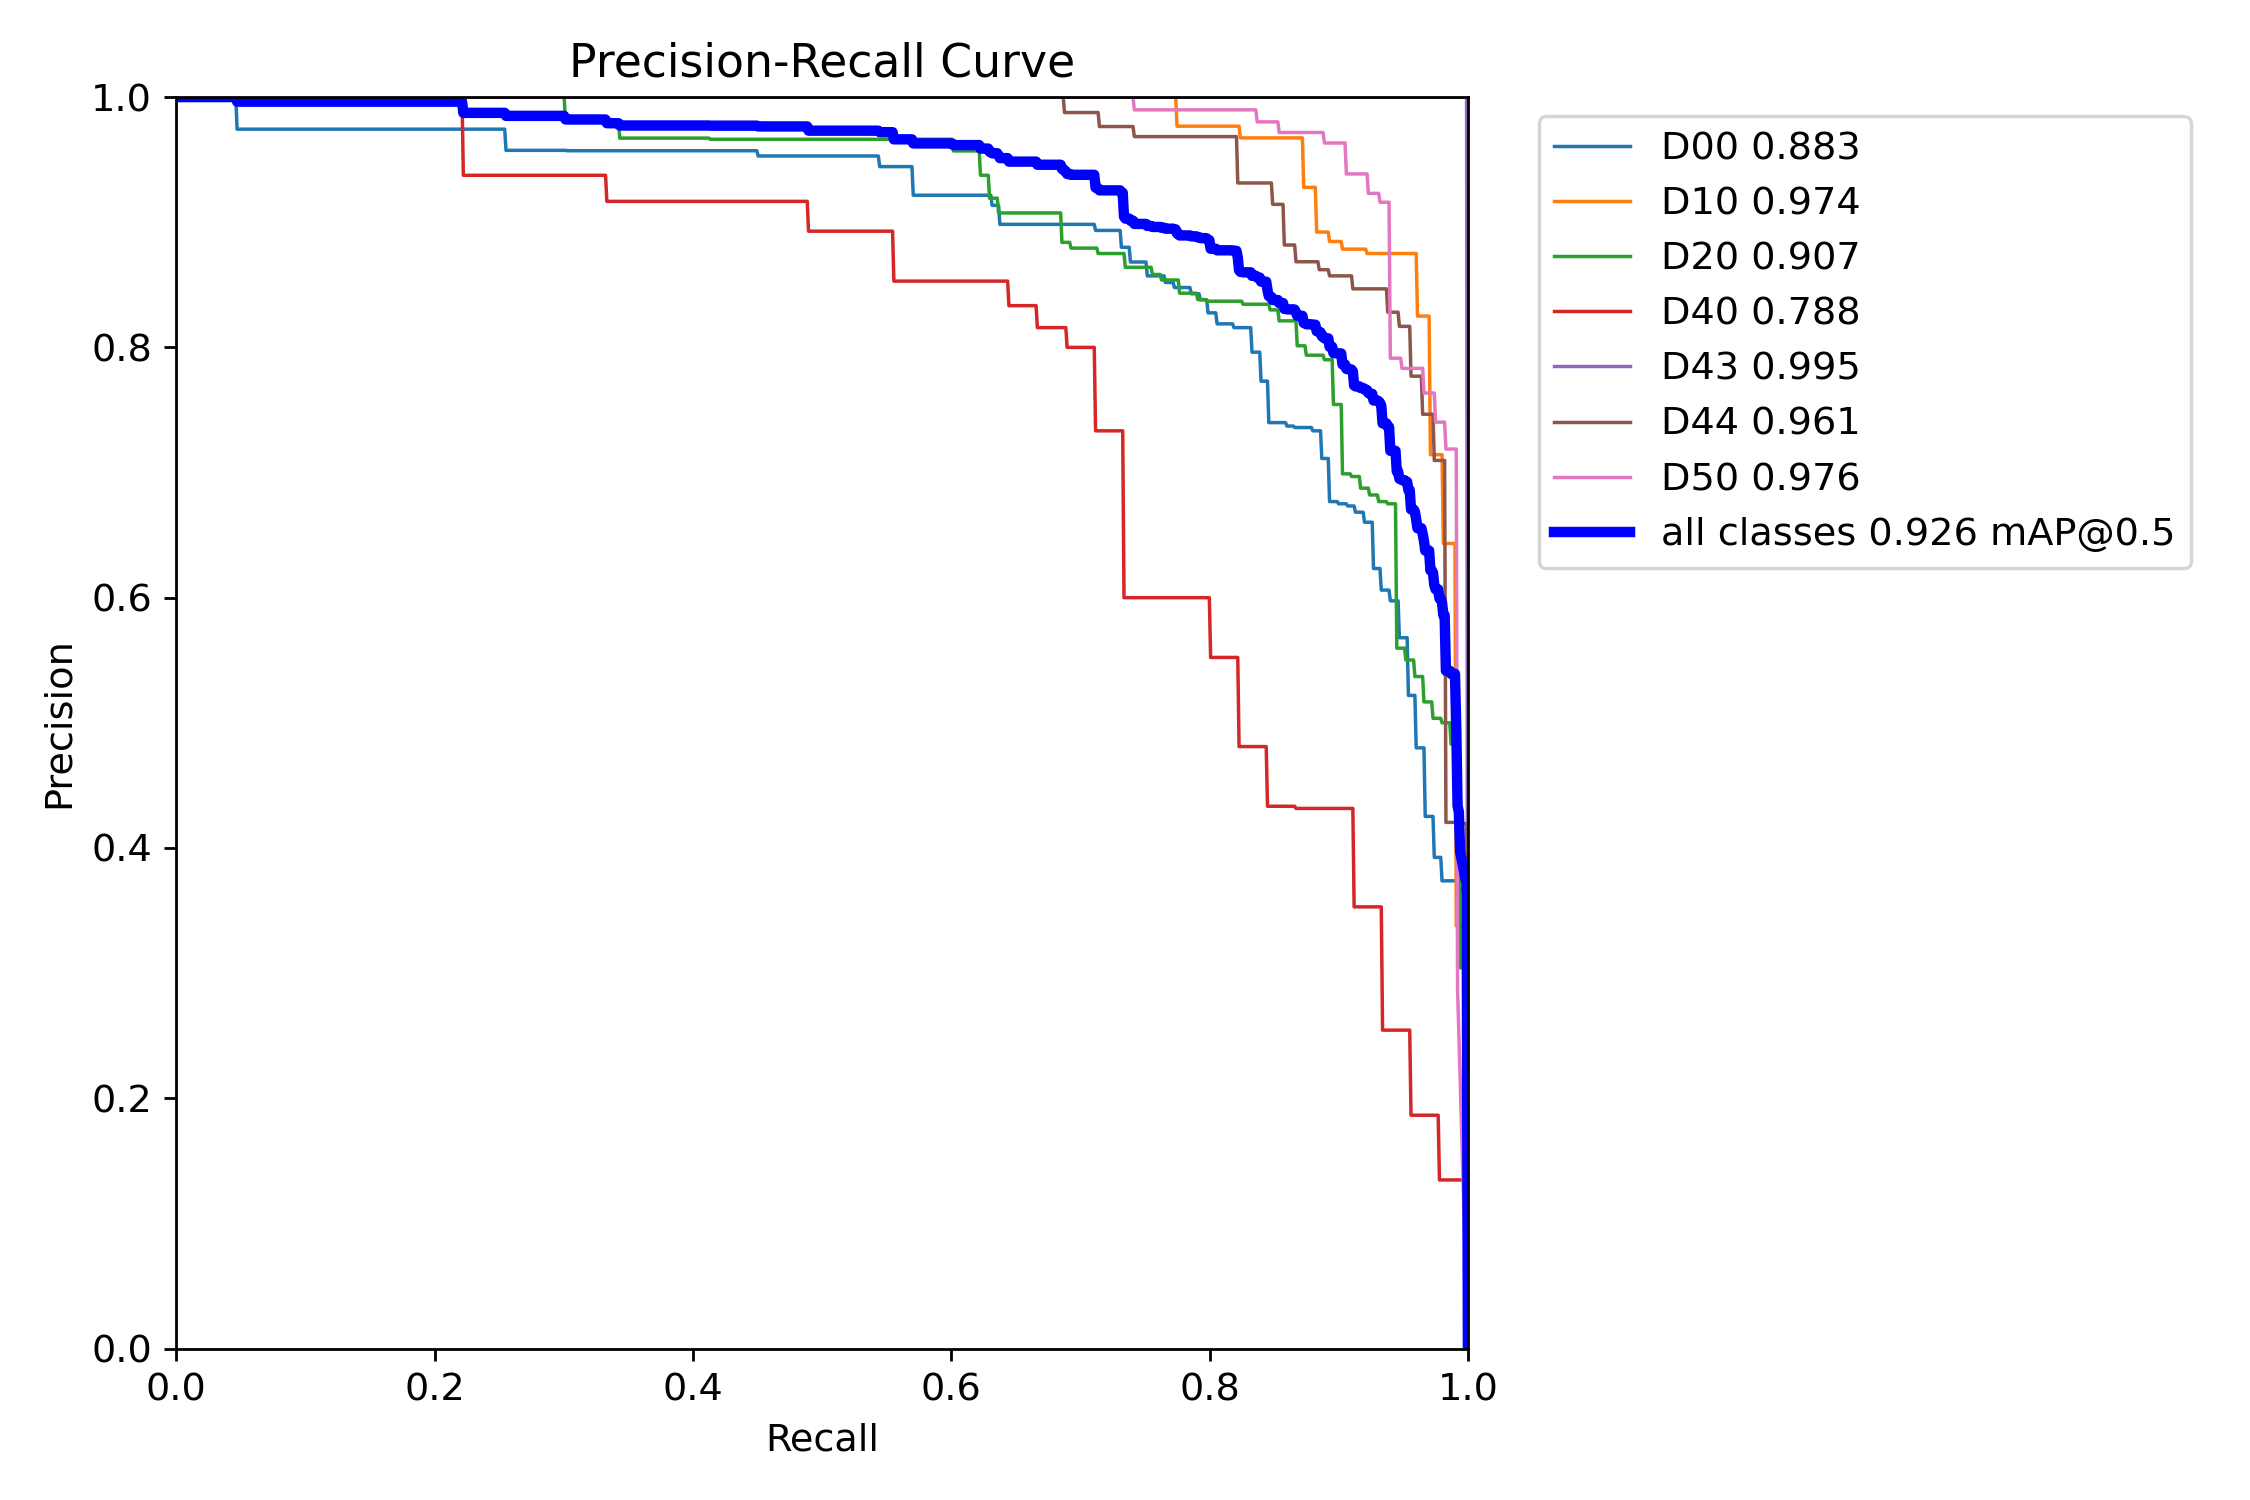 Precision-Recall Curve
1.0
0.8
0.6
0.4
0.2
0.0
Precision
0.0 0.2 0.4 0.6 0.8 1.0
Recall
D00 0.883
D10 0.974
D20 0.907
D40 0.788
D43 0.995
D44 0.961
D50 0.976
all classes 0.926 mAP@0.5